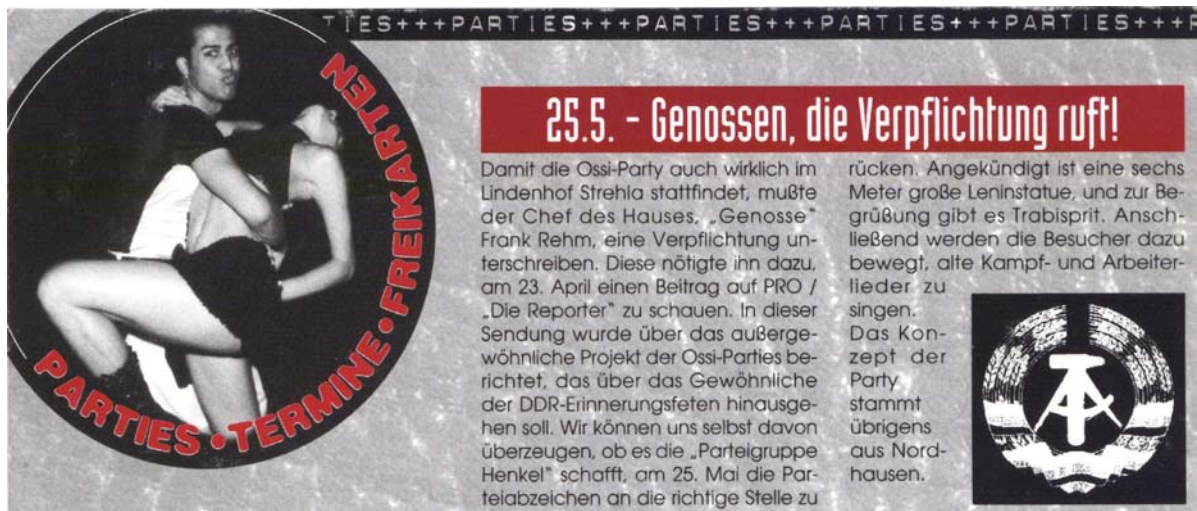 TIES+++PARTIES+++PARTIES+++PARTIES+++PARTIES+++
PARTIES • TERMINE • FREIKARTEN
25.5. - Genossen, die Verpflichtung ruft!
Damit die Ossi-Party auch wirklich im
Lindenhof Strehla stattfindet, mußte
der Chef des Hauses, „Genosse"
Frank Rehm, eine Verpflichtung un-
terschreiben. Diese nötigte ihn dazu,
am 23. April einen Beitrag auf PRO /
„Die Reporter" zu schauen. In dieser
Sendung wurde über das außerge-
wöhnliche Projekt der Ossi-Parties be-
richtet, das über das Gewöhnliche
der DDR-Erinnerungsfeten hinausge-
hen soll. Wir können uns selbst davon
überzeugen, ob es die „Parteigruppe
Henkel" schafft, am 25. Mai die Par-
teiabzeichen an die richtige Stelle zu
rücken. Angekündigt ist eine sechs
Meter große Leninstatue, und zur Be-
grüßung gibt es Trabisprit. Ansch-
ließend werden die Besucher dazu
bewegt, alte Kampf- und Arbeiter-
lieder zu
singen.
Das Kon-
zept der
Party
stammt
übrigens
aus Nord-
hausen.